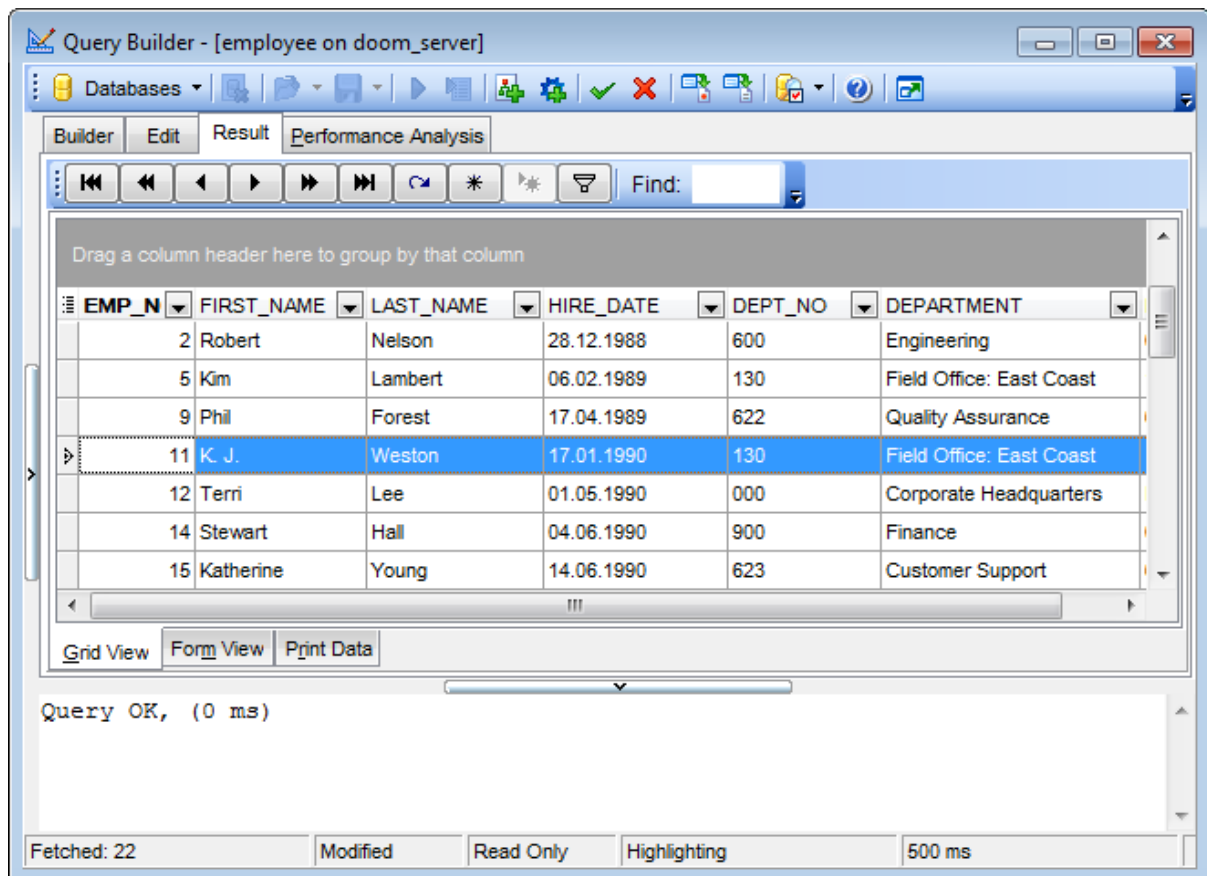 Query Builder - [employee on doom_server]
Databases
Builder Edit Result Performance Analysis
Find:
Drag a column header here to group by that column
EMP_N FIRST_NAME LAST_NAME HIRE_DATE DEPT_NO DEPARTMENT
2 Robert Nelson 28.12.1988 600 Engineering
5 Kim Lambert 06.02.1989 130 Field Office: East Coast
9 Phil Forest 17.04.1989 622 Quality Assurance
11 K. J. Weston 17.01.1990 130 Field Office: East Coast
12 Terri Lee 01.05.1990 000 Corporate Headquarters
14 Stewart Hall 04.06.1990 900 Finance
15 Katherine Young 14.06.1990 623 Customer Support
Grid View Form View Print Data
Query OK, (0 ms)
Fetched: 22 Modified Read Only Highlighting 500 ms